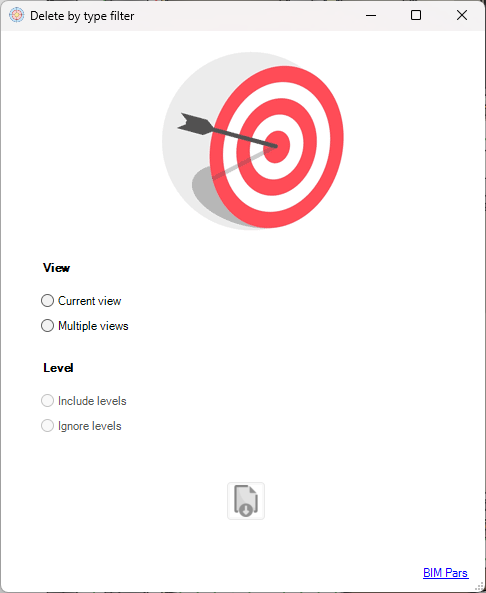 Delete by type filter
View
Current view
Multiple views
Level
Include levels
Ignore levels
BIM Pars